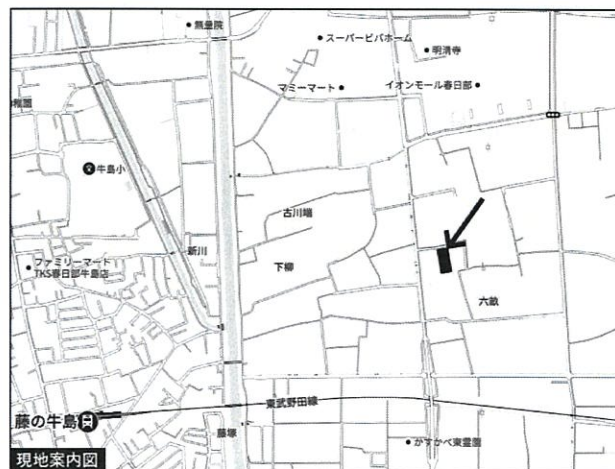 無量院
スーパービバホーム
明清寺
マミーマート
イオンモール春日部
稚園
牛島小
古川端
新川
下柳
ファミリーマート
TKS春日部牛島店
六畝
東武野田線
藤の牛島
藤塚
かすかべ東霊園
現地案内図